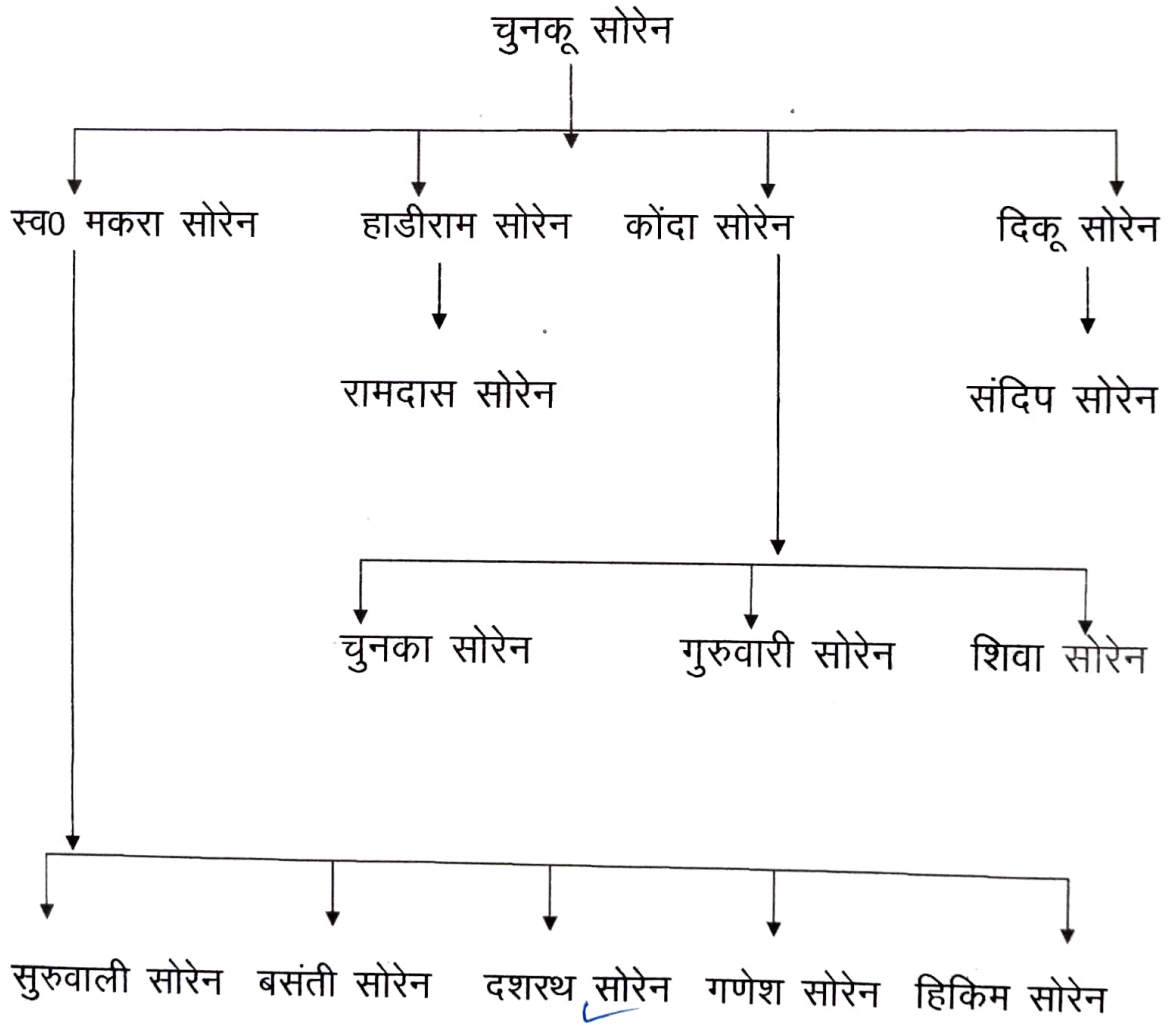 चुनकू सोरेन
स्व0 मकरा सोरेन हाडीराम सोरेन कोंदा सोरेन दिकू सोरेन
रामदास सोरेन संदिप सोरेन
चुनका सोरेन गुरुवारी सोरेन शिवा सोरेन
सुरुवाली सोरेन बसंती सोरेन दशरथ सोरेन गणेश सोरेन हिकिम सोरेन